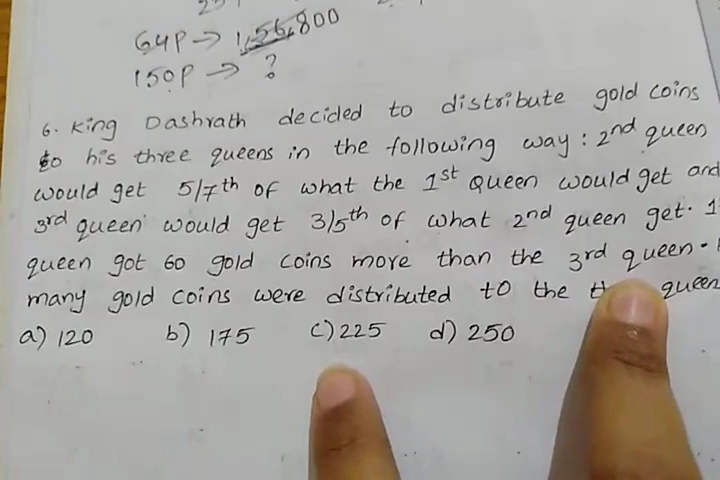 64P → 1,56,800
150P → ?
6. King Dashrath decided to distribute gold coins
to his three queens in the following way: 2nd queen
would get 5/7th of what the 1st Queen would get and
3rd queen would get 3/5th of what 2nd queen get.
queen got 60 gold coins more than the 3rd queen.
many gold coins were distributed to the queen
a) 120 b) 175 c) 225 d) 250